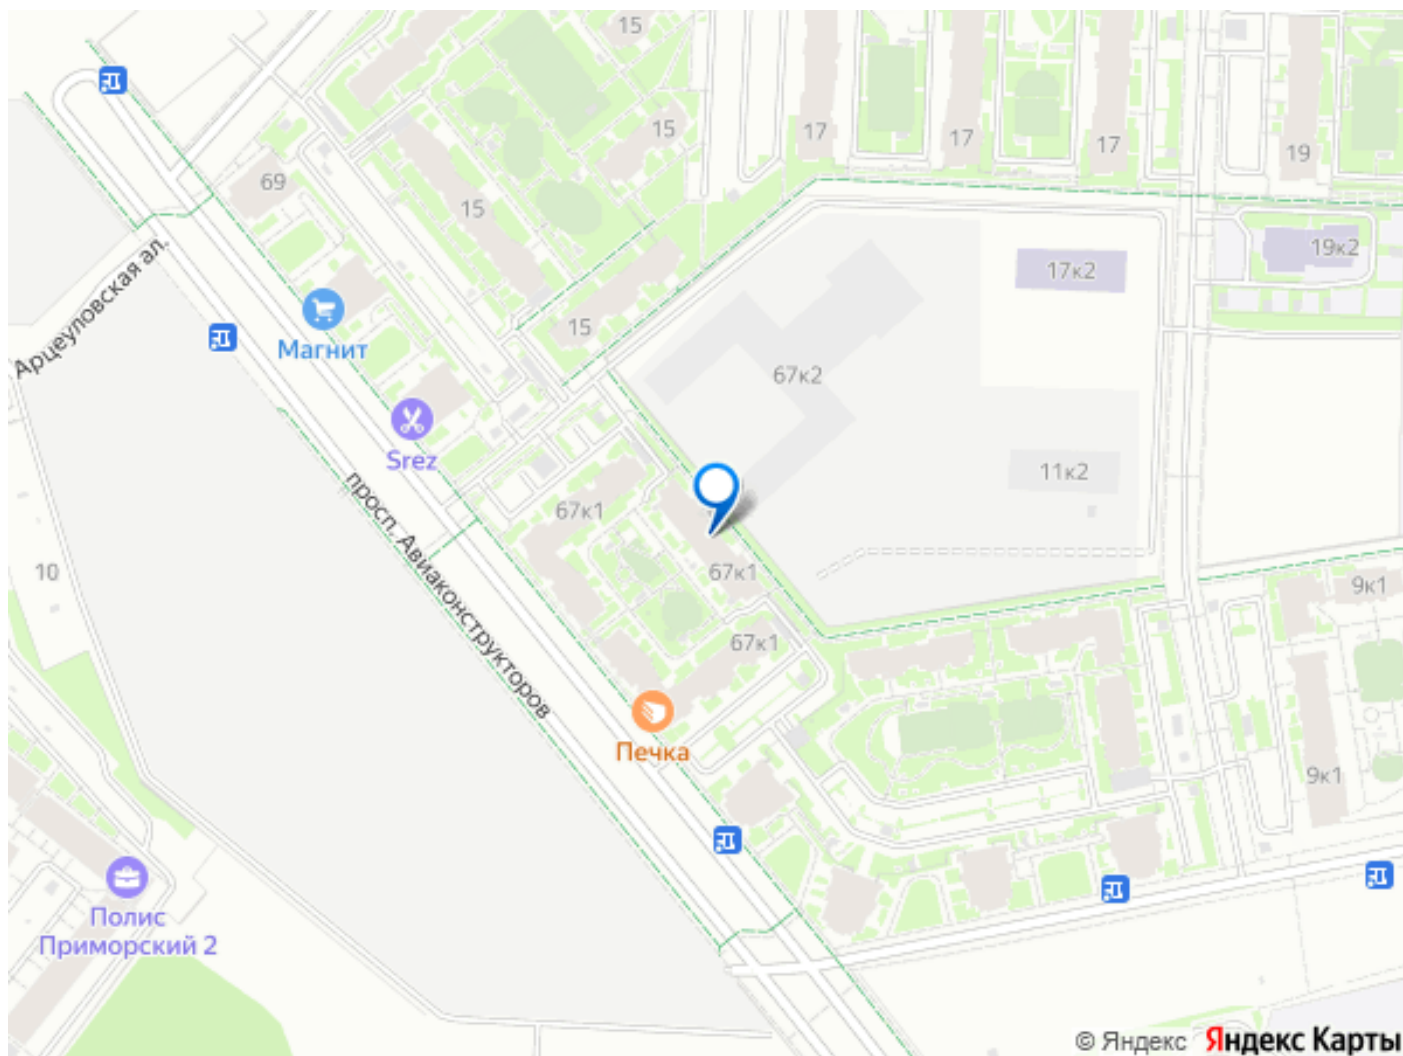 15
15
17
17
17
19
69
15
19к2
17к2
Арцеуловская ал.
15
Магнит
67к2
Srez
11к2
просп. Авиаконструкторов
67к1
10
67к1
9к1
67к1
Печка
9к1
Полис
Приморский 2
© Яндекс Яндекс Карты